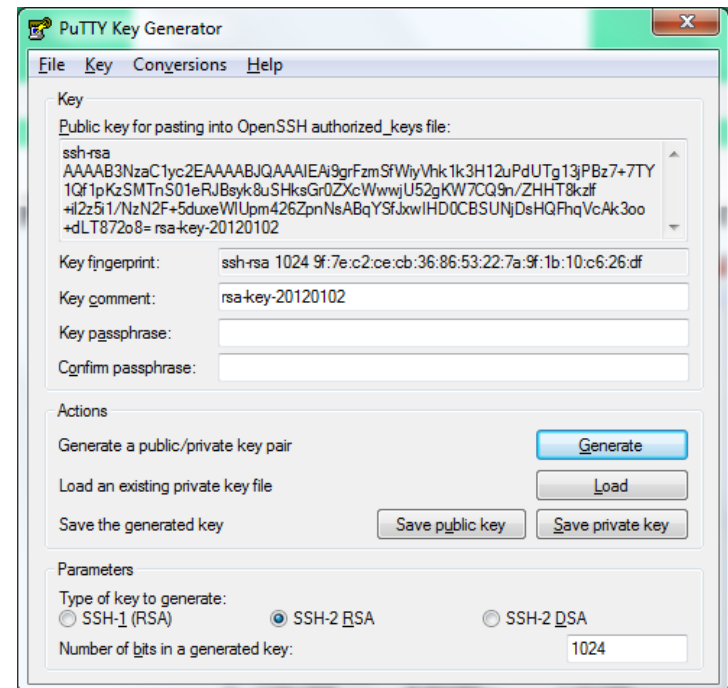 PuTTY Key Generator
File Key Conversions Help
Key
Public key for pasting into OpenSSH authorized_keys file:
ssh-rsa
AAAAB3NzaC1yc2EAAAABJQAAAIEAi9grFzmSfWiyVhk1k3H12uPdUTg13jPBz7+7TY
1Qf1pKzSMTnS01eRJBsyk8uSHksGr0ZXcWwwjU52gKW7CQ9n/ZHHT8kzlf
+il2z5i1/NzN2F+5duxeWlUpm426ZpnNsABqYSfJxwIHD0CBSUNjDsHQFhqVcAk3oo
+dLT872o8= rsa-key-20120102
Key fingerprint: ssh-rsa 1024 9f:7e:c2:ce:cb:36:86:53:22:7a:9f:1b:10:c6:26:df
Key comment: rsa-key-20120102
Key passphrase:
Confirm passphrase:
Actions
Generate a public/private key pair Generate
Load an existing private key file Load
Save the generated key Save public key Save private key
Parameters
Type of key to generate:
SSH-1 (RSA) SSH-2 RSA SSH-2 DSA
Number of bits in a generated key: 1024